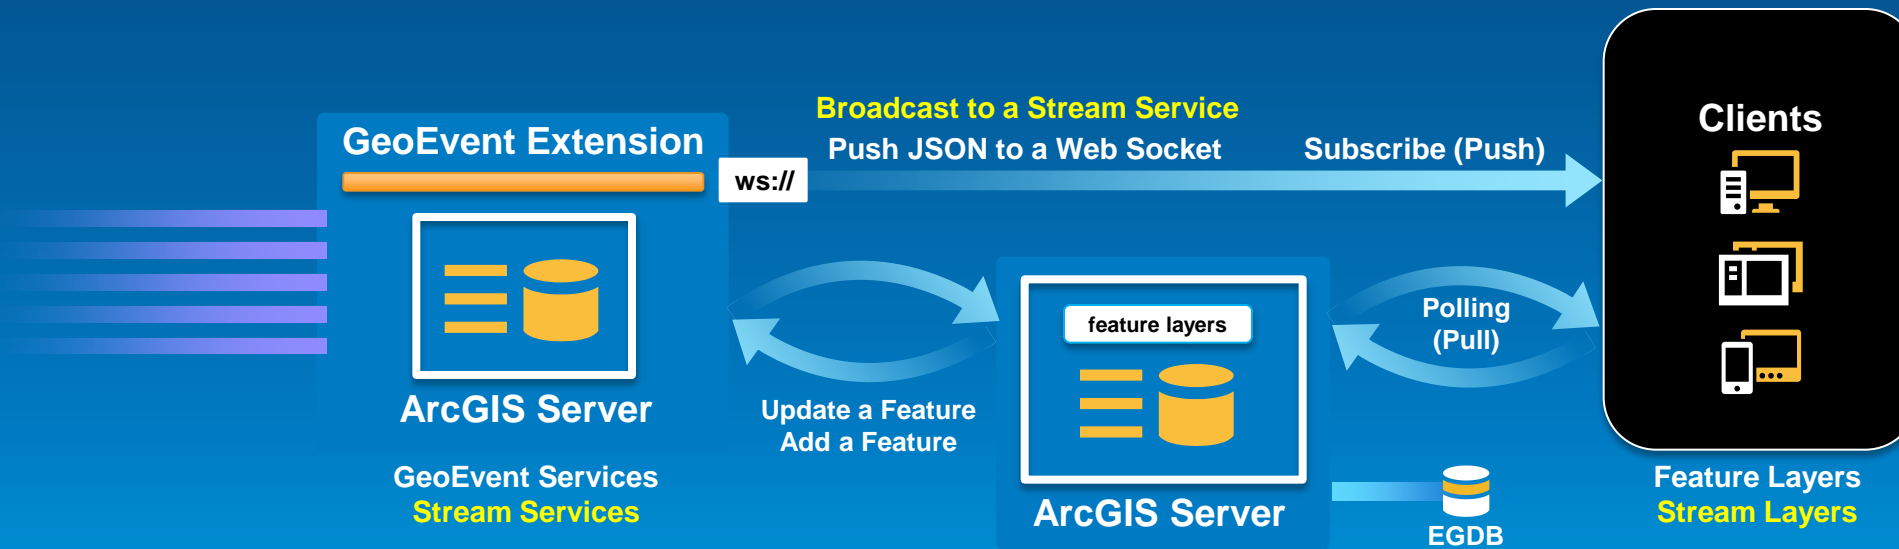 Broadcast to a Stream Service
GeoEvent Extension
Push JSON to a Web Socket
Subscribe (Push)
ws://
Clients
ArcGIS Server
GeoEvent Services
Stream Services
Update a Feature
Add a Feature
feature layers
ArcGIS Server
Polling
(Pull)
EGDB
Feature Layers
Stream Layers